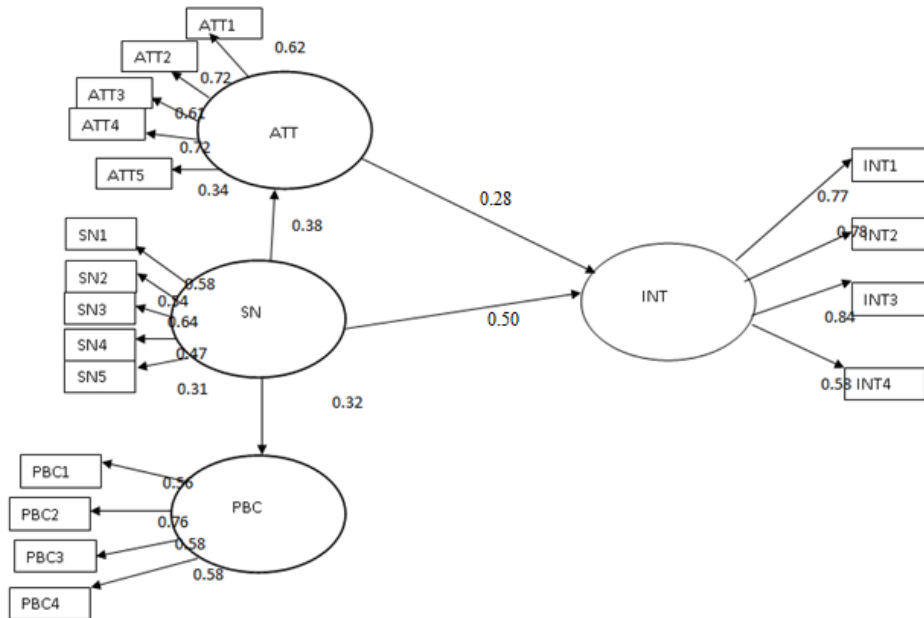 ATT1
0.62
ATT2
0.72
ATT3
0.61
ATT4
0.72
ATT
ATT5
0.34
0.38
0.28
INT1
0.77
INT2
0.78
INT3
0.84
INT4
0.58
INT
SN1
0.58
SN2
0.54
SN3
0.64
SN
SN4
0.47
SN5
0.31
0.50
0.32
PBC1
0.56
PBC2
0.76
PBC
PBC3
0.58
PBC4
0.58